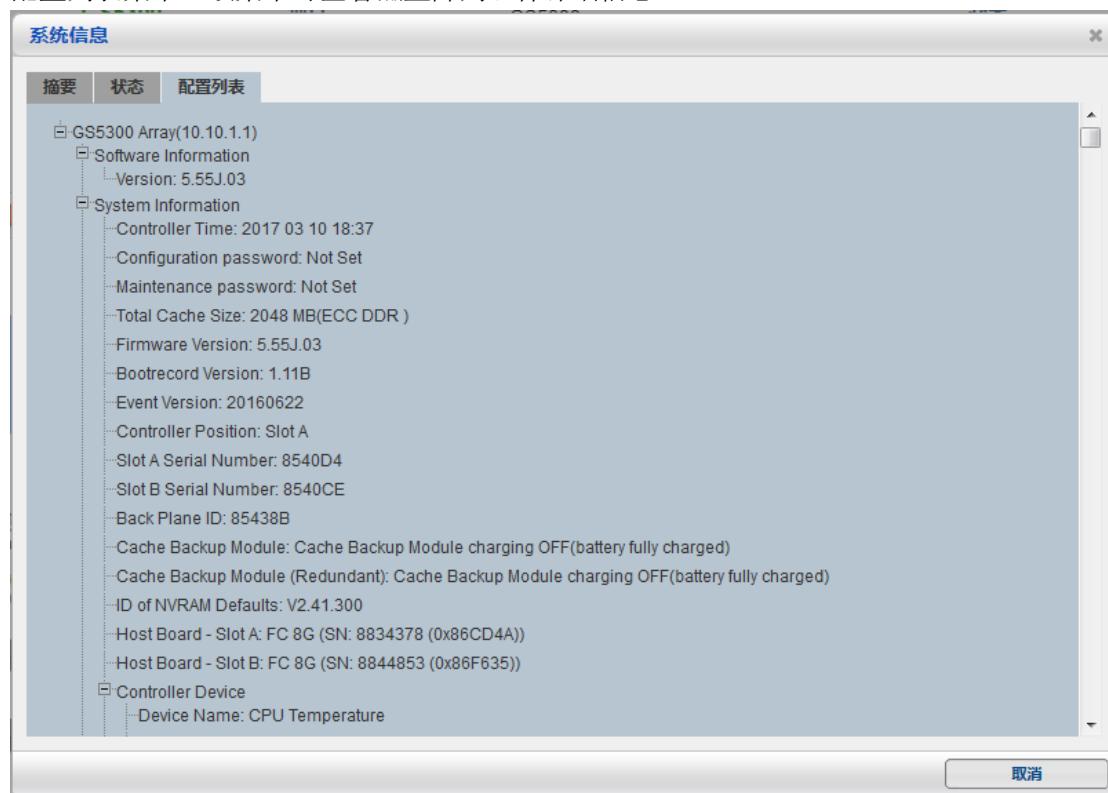 系统信息
摘要 状态 配置列表
GS5300 Array(10.10.1.1)
Software Information
Version: 5.55J.03
System Information
Controller Time: 2017 03 10 18:37
Configuration password: Not Set
Maintenance password: Not Set
Total Cache Size: 2048 MB(ECC DDR )
Firmware Version: 5.55J.03
Bootrecord Version: 1.11B
Event Version: 20160622
Controller Position: Slot A
Slot A Serial Number: 8540D4
Slot B Serial Number: 8540CE
Back Plane ID: 85438B
Cache Backup Module: Cache Backup Module charging OFF(battery fully charged)
Cache Backup Module (Redundant): Cache Backup Module charging OFF(battery fully charged)
ID of NVRAM Defaults: V2.41.300
Host Board - Slot A: FC 8G (SN: 8834378 (0x86CD4A))
Host Board - Slot B: FC 8G (SN: 8844853 (0x86F635))
Controller Device
Device Name: CPU Temperature
取消